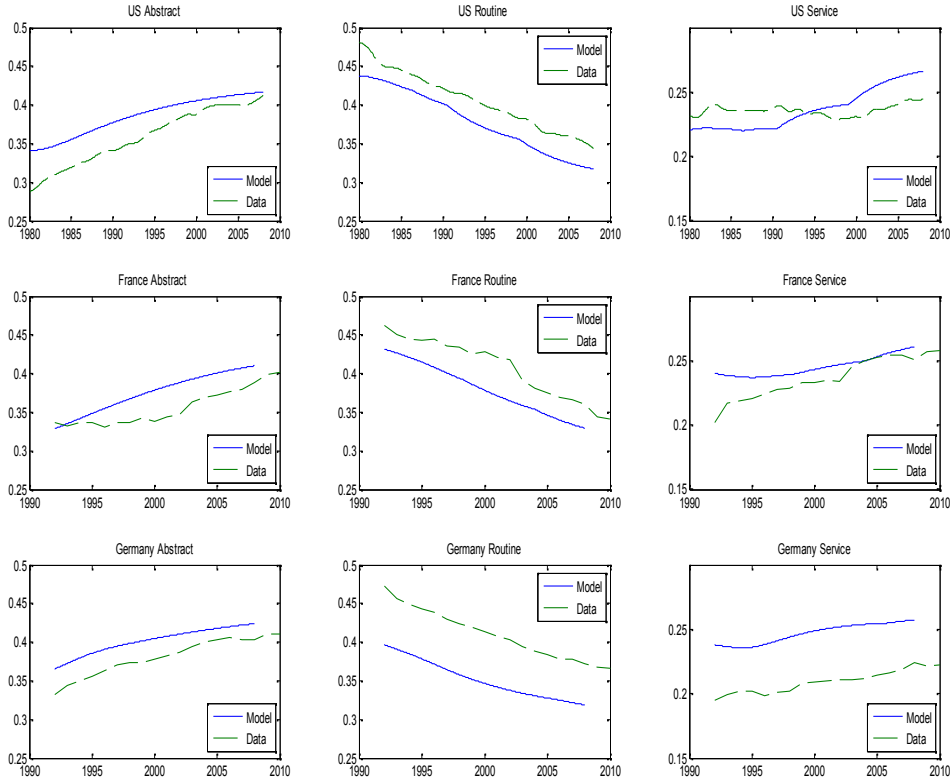 US Abstract
0.5
0.45
0.4
0.35
0.3
0.25
1980 1985 1990 1995 2000 2005 2010
Model
Data
US Routine
0.5
0.45
0.4
0.35
0.3
0.25
1980 1985 1990 1995 2000 2005 2010
Model
Data
US Service
0.25
0.2
0.15
1980 1985 1990 1995 2000 2005 2010
Model
Data
France Abstract
0.5
0.45
0.4
0.35
0.3
0.25
1990 1995 2000 2005 2010
Model
Data
France Routine
0.5
0.45
0.4
0.35
0.3
0.25
1990 1995 2000 2005 2010
Model
Data
France Service
0.25
0.2
0.15
1990 1995 2000 2005 2010
Model
Data
Germany Abstract
0.5
0.45
0.4
0.35
0.3
0.25
1990 1995 2000 2005 2010
Model
Data
Germany Routine
0.5
0.45
0.4
0.35
0.3
0.25
1990 1995 2000 2005 2010
Model
Data
Germany Service
0.25
0.2
0.15
1990 1995 2000 2005 2010
Model
Data